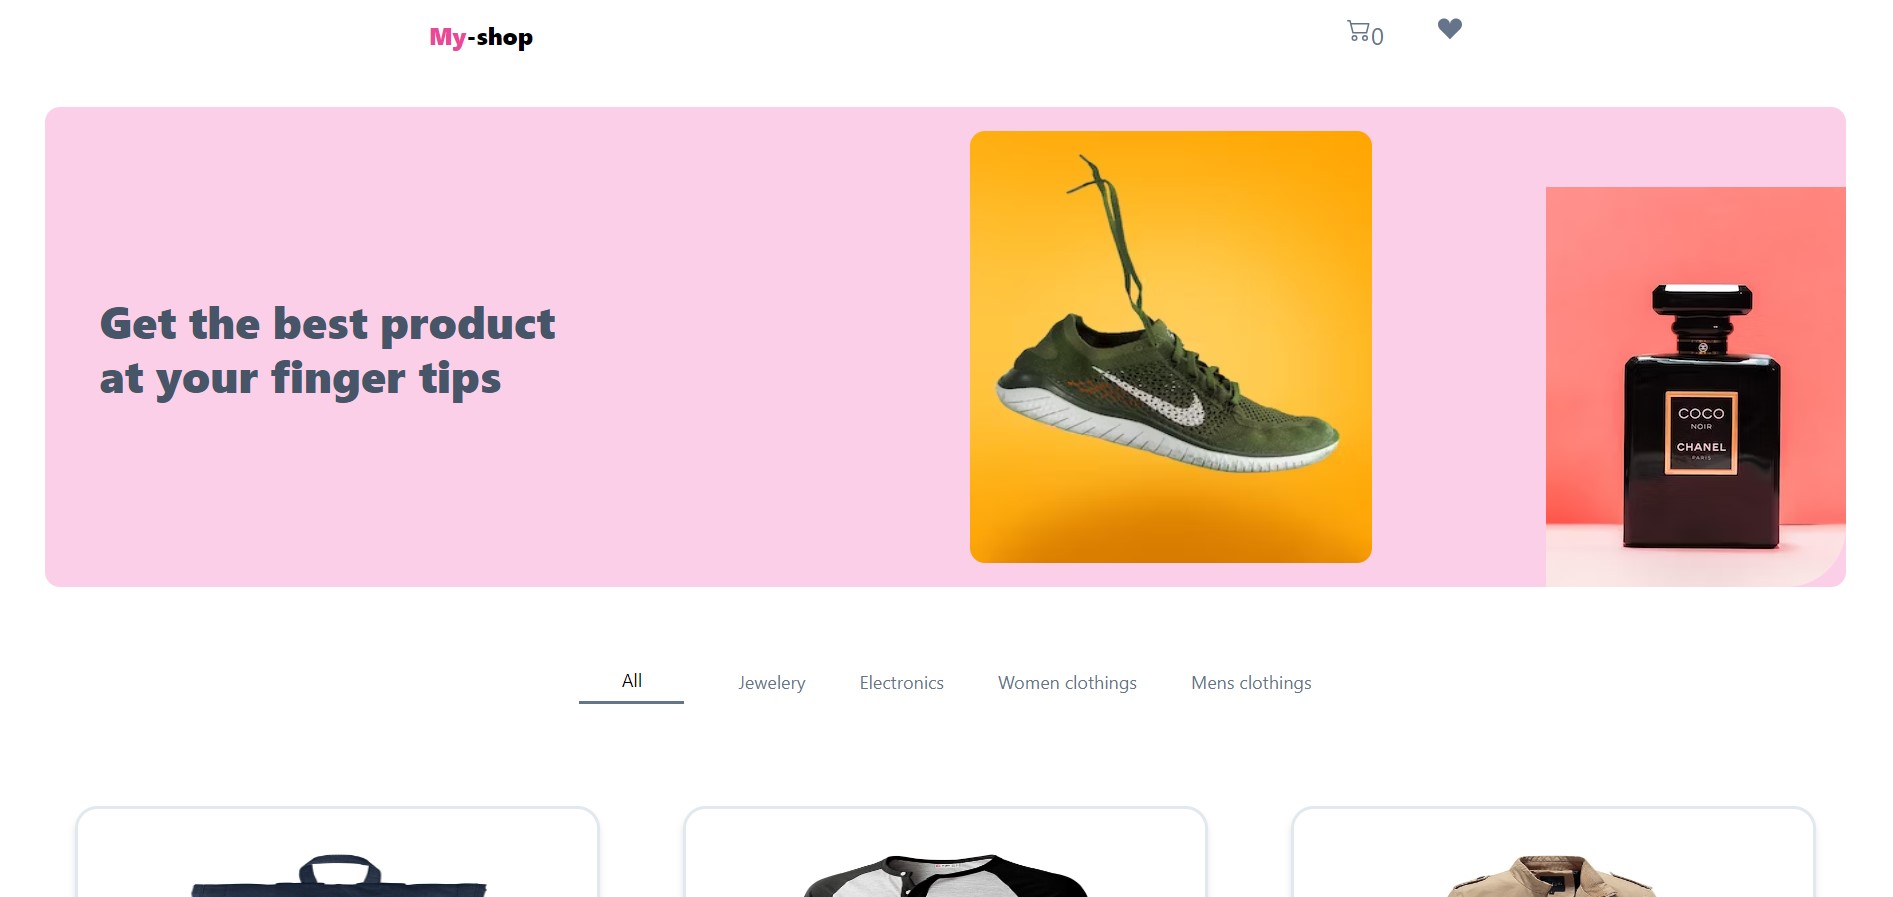 My-shop
0
Get the best product
at your finger tips
COCO
NOIR
CHANEL
PARIS
All
Jewelery
Electronics
Women clothings
Mens clothings